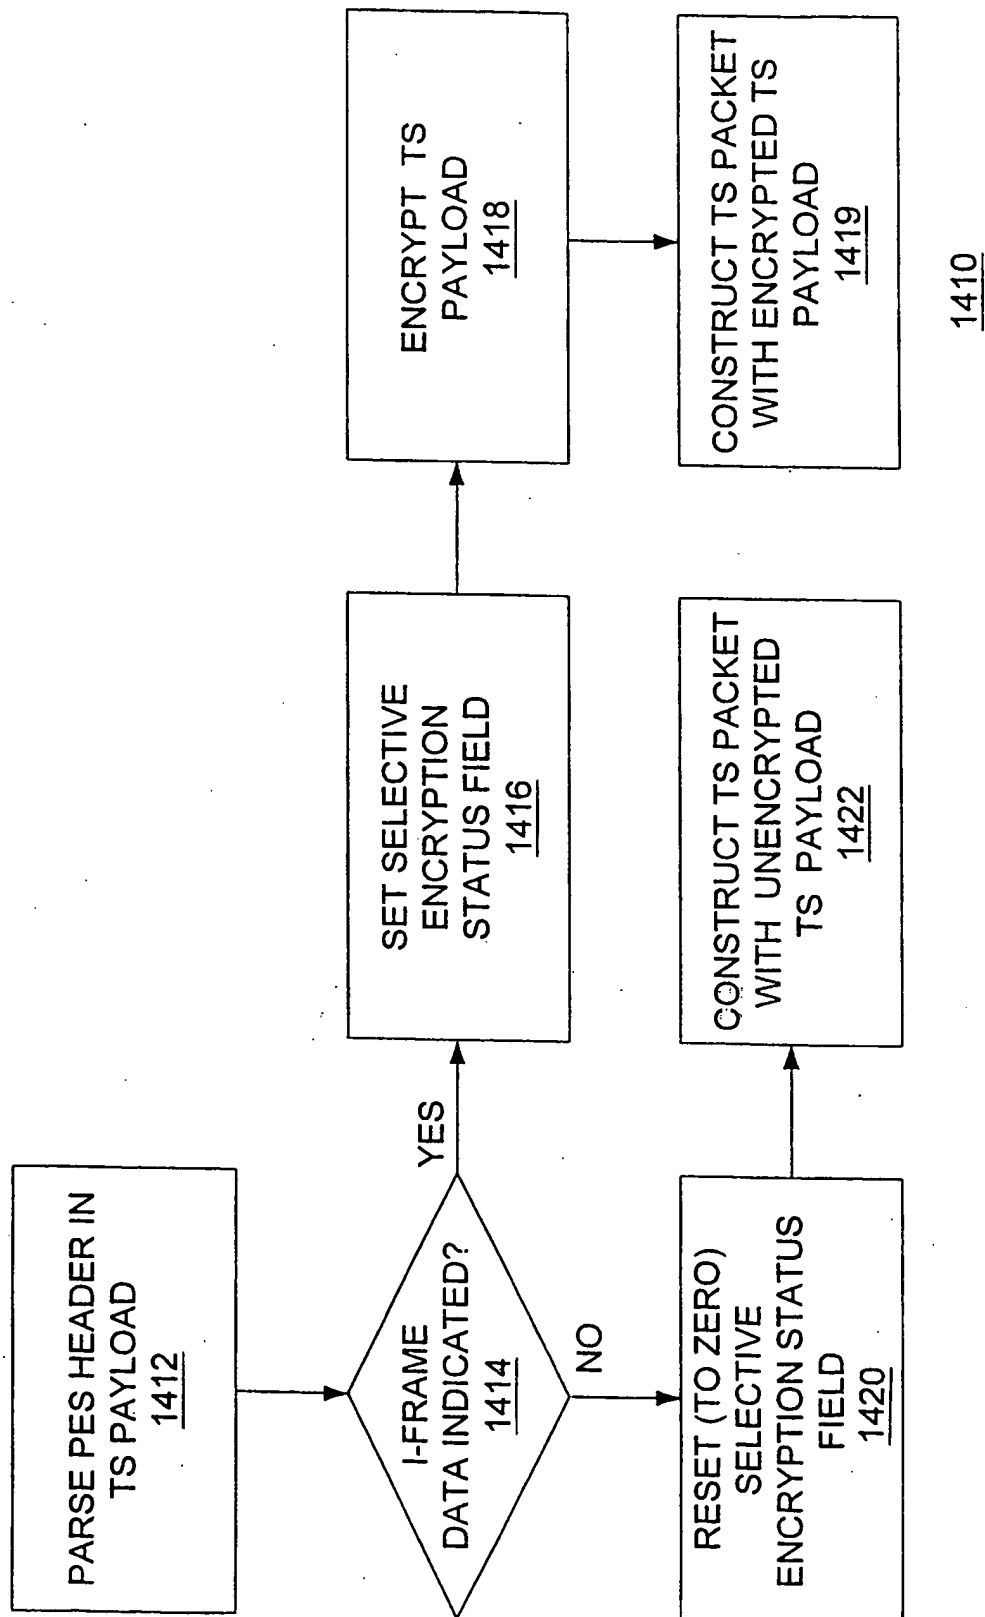 PARSE PES HEADER IN
TS PAYLOAD
1412
I-FRAME
DATA INDICATED?
1414
YES
NO
SET SELECTIVE
ENCRYPTION
STATUS FIELD
1416
ENCRYPT TS
PAYLOAD
1418
CONSTRUCT TS PACKET
WITH ENCRYPTED TS
PAYLOAD
1419
RESET (TO ZERO)
SELECTIVE
ENCRYPTION STATUS
FIELD
1420
CONSTRUCT TS PACKET
WITH UNENCRYPTED
TS PAYLOAD
1422
1410